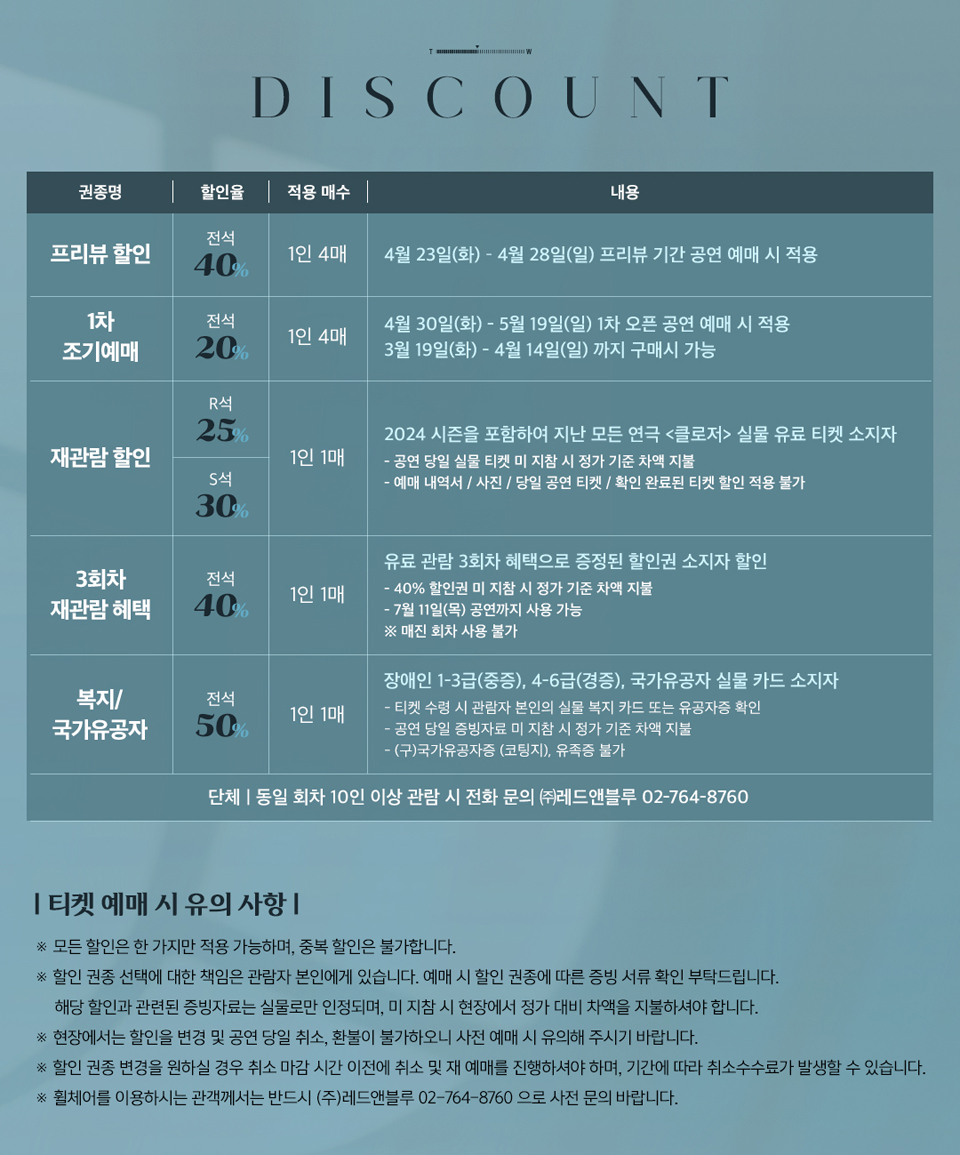 T W
DISCOUNT
권종명 할인율 적용 매수 내용
프리뷰 할인
전석
40%
1인 4매
4월 23일(화) - 4월 28일(일) 프리뷰 기간 공연 예매 시 적용
1차
조기예매
전석
20%
1인 4매
4월 30일(화) - 5월 19일(일) 1차 오픈 공연 예매 시 적용
3월 19일(화) - 4월 14일(일) 까지 구매시 가능
재관람 할인
R석
25%
S석
30%
1인 1매
2024 시즌을 포함하여 지난 모든 연극 <클로저> 실물 유료 티켓 소지자
- 공연 당일 실물 티켓 미 지참 시 정가 기준 차액 지불
- 예매 내역서 / 사진 / 당일 공연 티켓 / 확인 완료된 티켓 할인 적용 불가
3회차
재관람 혜택
전석
40%
1인 1매
유료 관람 3회차 혜택으로 증정된 할인권 소지자 할인
- 40% 할인권 미 지참 시 정가 기준 차액 지불
- 7월 11일(목) 공연까지 사용 가능
※ 매진 회차 사용 불가
복지/
국가유공자
전석
50%
1인 1매
장애인 1-3급(중증), 4-6급(경증), 국가유공자 실물 카드 소지자
- 티켓 수령 시 관람자 본인의 실물 복지 카드 또는 유공자증 확인
- 공연 당일 증빙자료 미 지참 시 정가 기준 차액 지불
- (구)국가유공자증 (코팅지), 유족증 불가
단체 | 동일 회차 10인 이상 관람 시 전화 문의 ㈜레드앤블루 02-764-8760
| 티켓 예매 시 유의 사항 |
※ 모든 할인은 한 가지만 적용 가능하며, 중복 할인은 불가합니다.
※ 할인 권종 선택에 대한 책임은 관람자 본인에게 있습니다. 예매 시 할인 권종에 따른 증빙 서류 확인 부탁드립니다.
해당 할인과 관련된 증빙자료는 실물로만 인정되며, 미 지참 시 현장에서 정가 대비 차액을 지불하셔야 합니다.
※ 현장에서는 할인을 변경 및 공연 당일 취소, 환불이 불가하오니 사전 예매 시 유의해 주시기 바랍니다.
※ 할인 권종 변경을 원하실 경우 취소 마감 시간 이전에 취소 및 재 예매를 진행하셔야 하며, 기간에 따라 취소수수료가 발생할 수 있습니다.
※ 휠체어를 이용하시는 관객께서는 반드시 (주)레드앤블루 02-764-8760 으로 사전 문의 바랍니다.